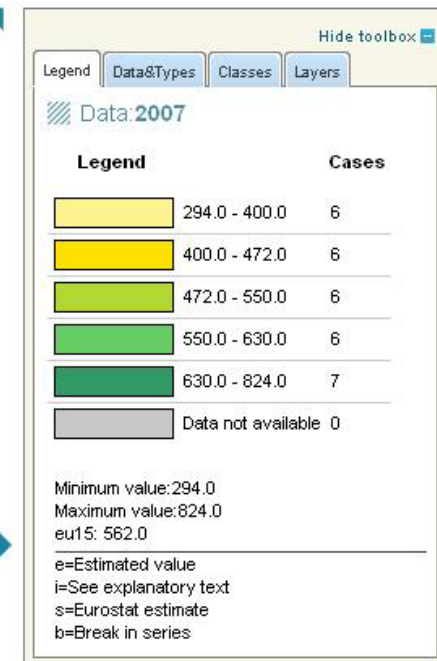 Hide toolbox
Legend Data&Types Classes Layers
Data:2007
Legend Cases
294.0 - 400.0 6
400.0 - 472.0 6
472.0 - 550.0 6
550.0 - 630.0 6
630.0 - 824.0 7
Data not available 0
Minimum value:294.0
Maximum value:824.0
eu15: 562.0
e=Estimated value
i=See explanatory text
s=Eurostat estimate
b=Break in series